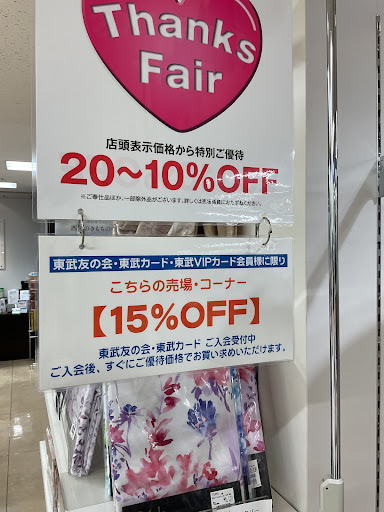 Thanks
Fair
店頭表示価格から特別ご優待
20〜10%OFF
東武友の会・東武カード・東武VIPカード会員様に限り
こちらの売場・コーナー
【15%OFF】
東武友の会・東武カード ご入会受付中
ご入会後、すぐにご優待価格でお買い求めいただけます。